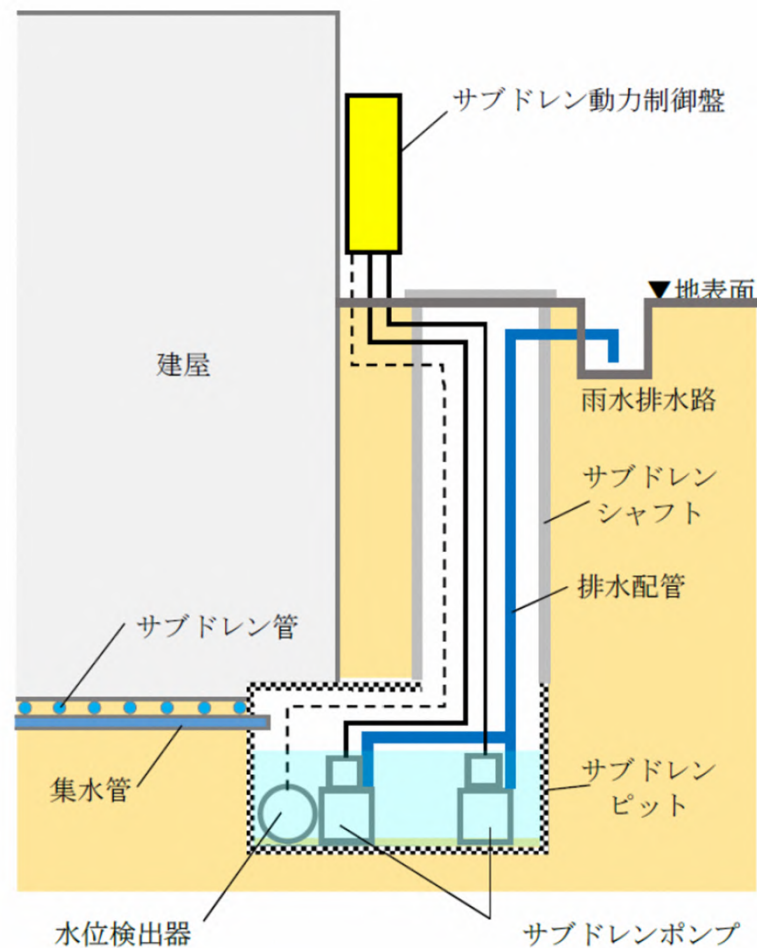 サブドレン動力制御盤
▼地表面
建屋
雨水排水路
サブドレン
シャフト
排水配管
サブドレン管
集水管
サブドレン
ピット
水位検出器
サブドレンポンプ